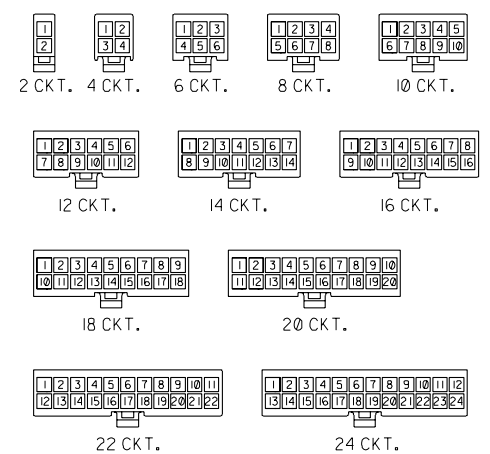 1 1 2 1 2 3 1 2 3 4 1 2 3 4 5
2 3 4 4 5 6 5 6 7 8 6 7 8 9 10
2 CKT. 4 CKT. 6 CKT. 8 CKT. 10 CKT.
1 2 3 4 5 6 1 2 3 4 5 6 7 1 2 3 4 5 6 7 8
7 8 9 10 11 12 8 9 10 11 12 13 14 9 10 11 12 13 14 15 16
12 CKT. 14 CKT. 16 CKT.
1 2 3 4 5 6 7 8 9 1 2 3 4 5 6 7 8 9 10
10 11 12 13 14 15 16 17 18 11 12 13 14 15 16 17 18 19 20
18 CKT. 20 CKT.
1 2 3 4 5 6 7 8 9 10 11 1 2 3 4 5 6 7 8 9 10 11 12
12 13 14 15 16 17 18 19 20 21 22 13 14 15 16 17 18 19 20 21 22 23 24
22 CKT. 24 CKT.